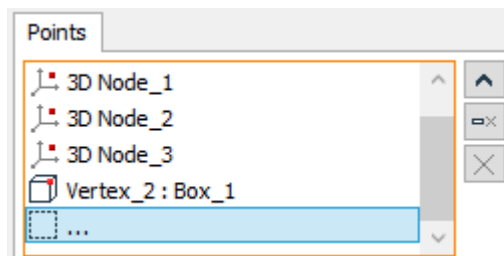 Points
3D Node_1
3D Node_2
3D Node_3
Vertex_2 : Box_1
...